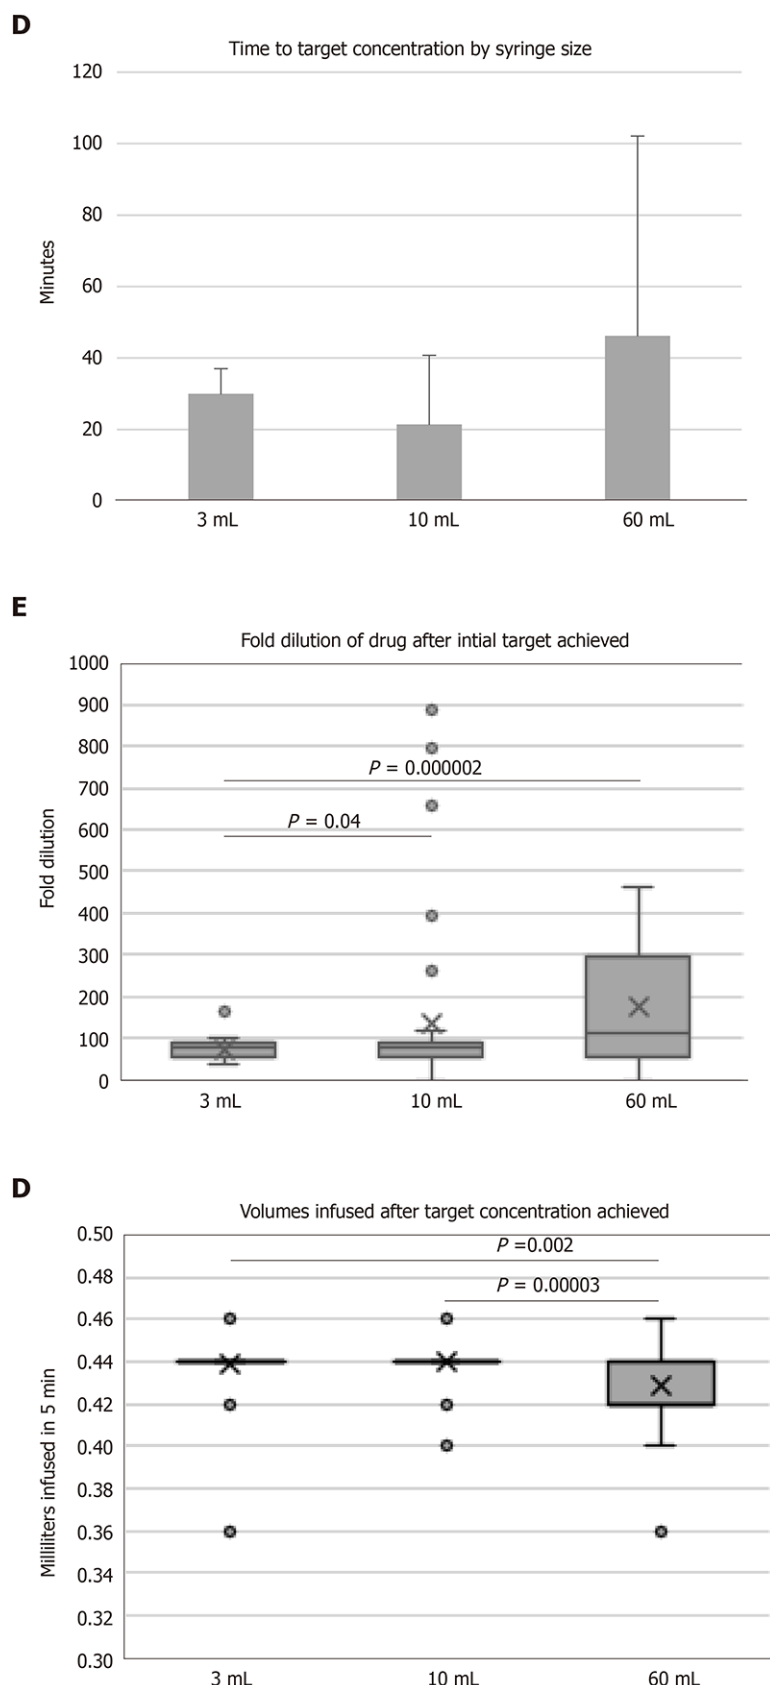 D
Time to target concentration by syringe size
120
100
80
60
40
20
0
Minutes
3 mL
10 mL
60 mL
E
Fold dilution of drug after intial target achieved
1000
900
800
700
600
500
400
300
200
100
0
Fold dilution
P = 0.000002
P = 0.04
3 mL
10 mL
60 mL
D
Volumes infused after target concentration achieved
0.50
0.48
0.46
0.44
0.42
0.40
0.38
0.36
0.34
0.32
0.30
Milliliters infused in 5 min
P =0.002
P = 0.00003
3 mL
10 mL
60 mL